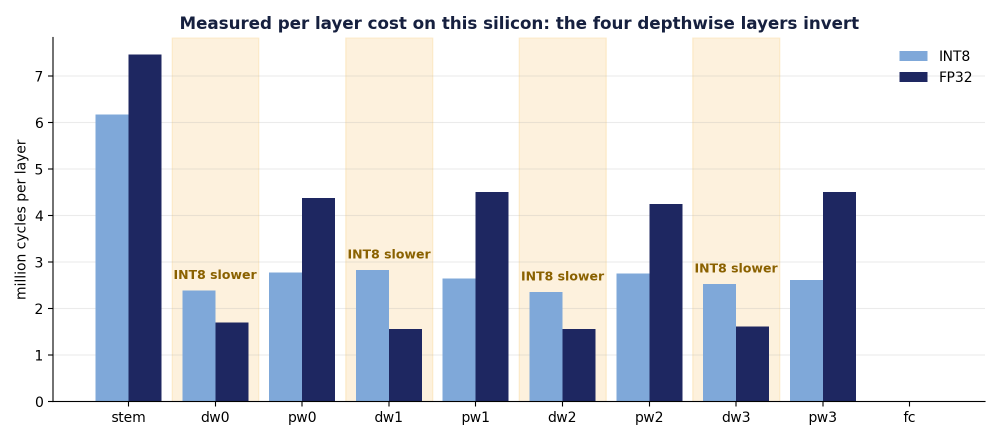 Measured per layer cost on this silicon: the four depthwise layers invert
INT8
FP32
million cycles per layer
7
6
5
4
3
2
1
0
INT8 slower
INT8 slower
INT8 slower
INT8 slower
stem
dw0
pw0
dw1
pw1
dw2
pw2
dw3
pw3
fc